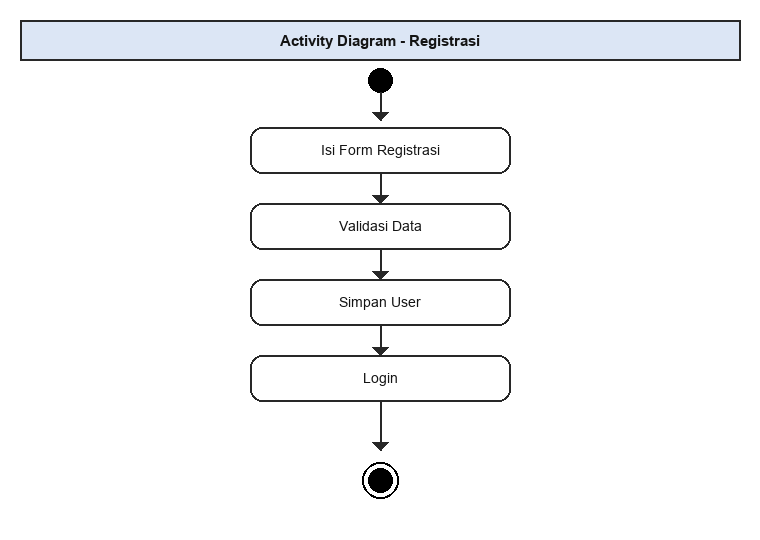 Activity Diagram - Registrasi
Isi Form Registrasi
Validasi Data
Simpan User
Login